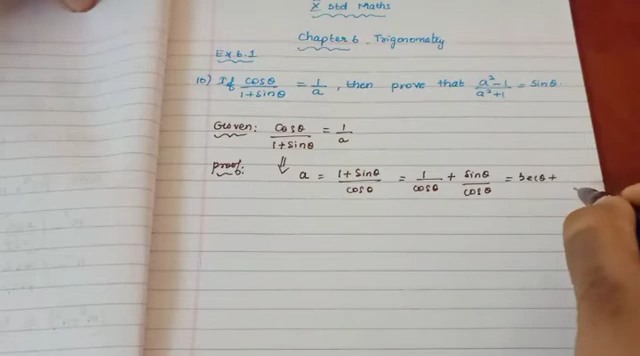 X Std Maths
Chapter 6 - Trigonometry
Ex 6.1
10) If cosθ/1+sinθ = 1/a, then prove that a²-1/a²+1 = sinθ.
Given: cosθ/1+sinθ = 1/a
Proof: ⇓ a = 1+sinθ/cosθ = 1/cosθ + sinθ/cosθ = secθ +